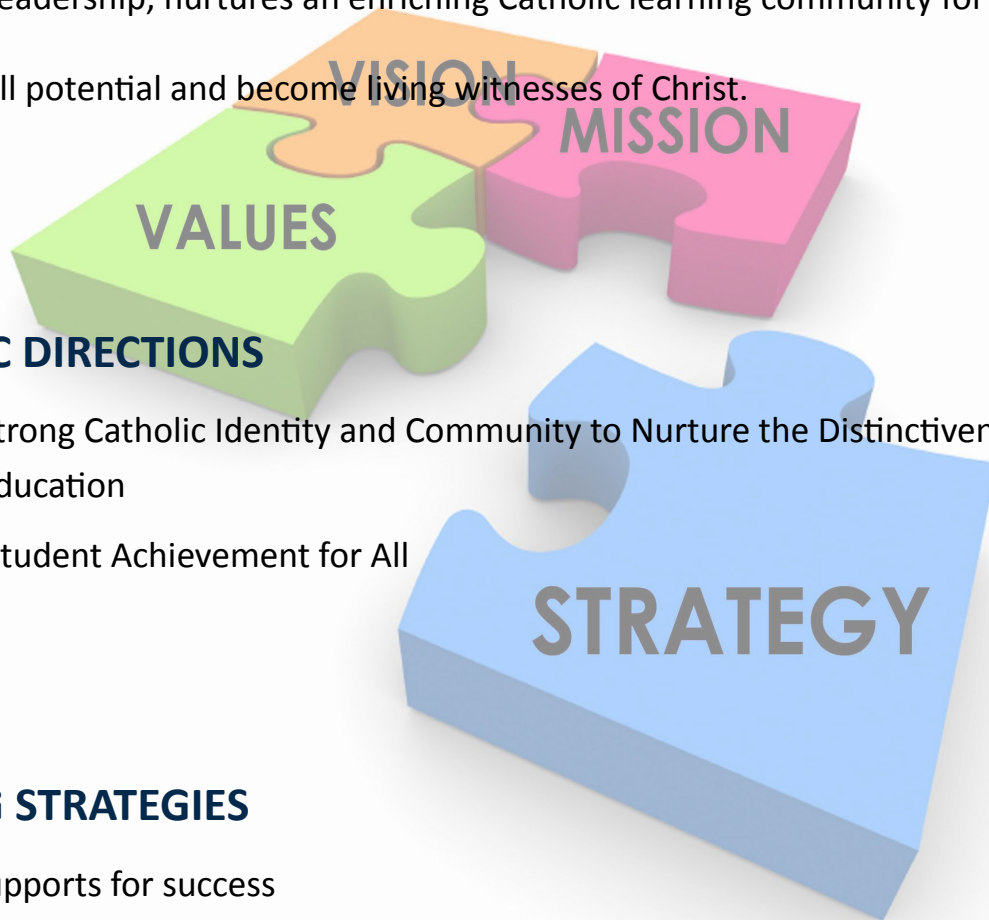 eadership, nurtures an enriching Catholic learning community for
ll potential and become living witnesses of Christ.
VISION
MISSION
VALUES
C DIRECTIONS
trong Catholic Identity and Community to Nurture the Distinctiven
ducation
tudent Achievement for All
STRATEGY
G STRATEGIES
upports for success